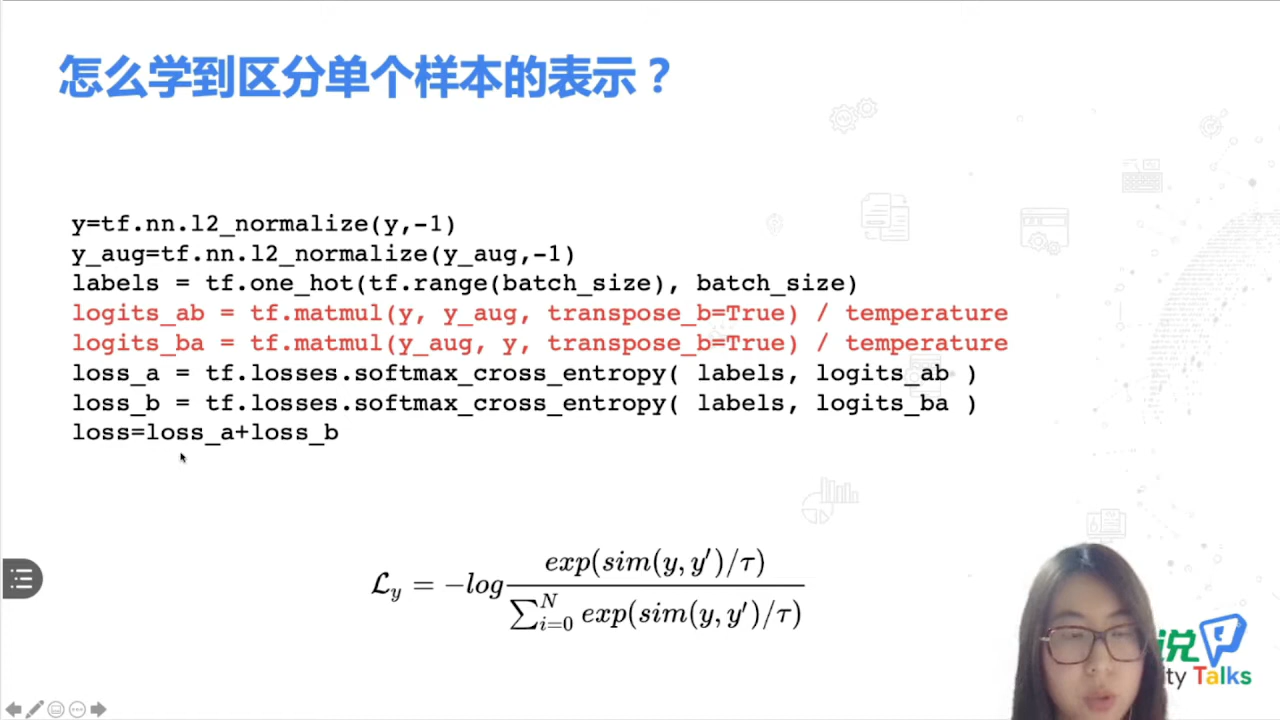 怎么学到区分单个样本的表示？
y=tf.nn.l2_normalize(y,-1)
y_aug=tf.nn.l2_normalize(y_aug,-1)
labels = tf.one_hot(tf.range(batch_size), batch_size)
logits_ab = tf.matmul(y, y_aug, transpose_b=True) / temperature
logits_ba = tf.matmul(y_aug, y, transpose_b=True) / temperature
loss_a = tf.losses.softmax_cross_entropy( labels, logits_ab )
loss_b = tf.losses.softmax_cross_entropy( labels, logits_ba )
loss=loss_a+loss_b
exp(sim(y, y′)/τ)
ℒ_y = −log
∑_{i=0}^{N} exp(sim(y, y′)/τ)
说
ity Talks